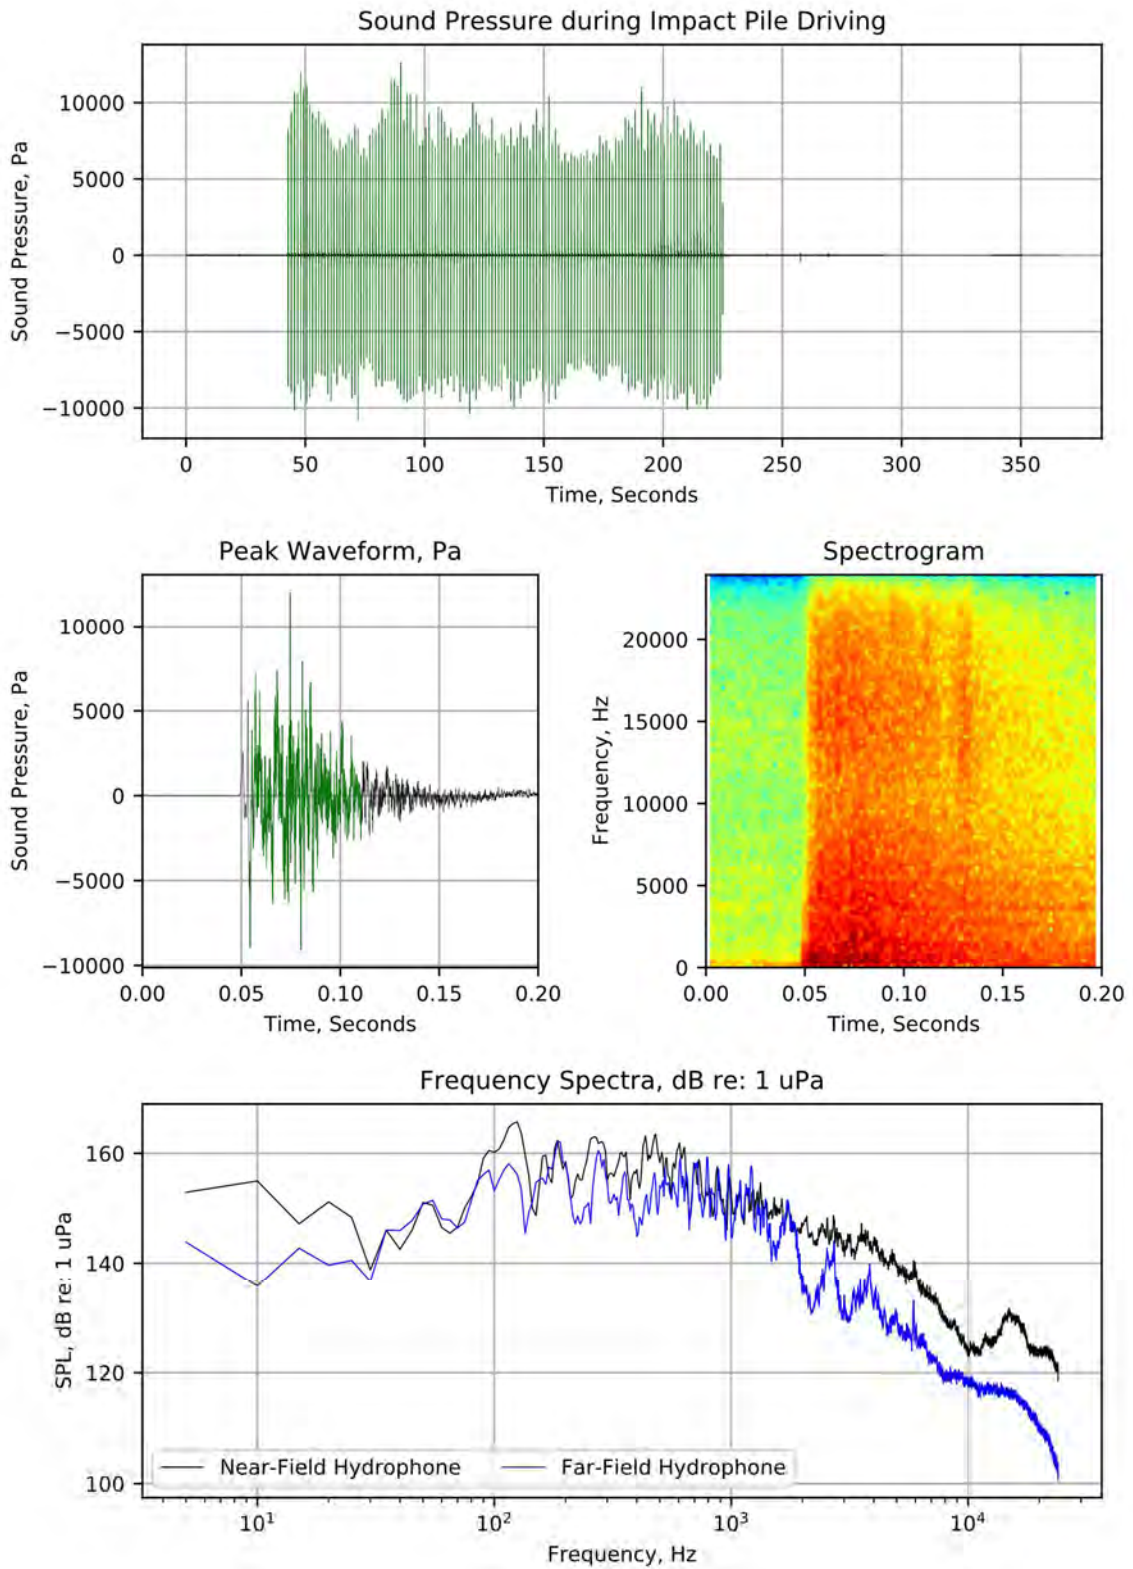 Sound Pressure during Impact Pile Driving
Sound Pressure, Pa
10000
5000
0
−5000
−10000
0 50 100 150 200 250 300 350
Time, Seconds
Peak Waveform, Pa
Sound Pressure, Pa
10000
5000
0
−5000
−10000
0.00 0.05 0.10 0.15 0.20
Time, Seconds
Spectrogram
Frequency, Hz
20000
15000
10000
5000
0
0.00 0.05 0.10 0.15 0.20
Time, Seconds
Frequency Spectra, dB re: 1 uPa
SPL, dB re: 1 uPa
160
140
120
100
Near-Field Hydrophone Far-Field Hydrophone
10¹ 10² 10³ 10⁴
Frequency, Hz